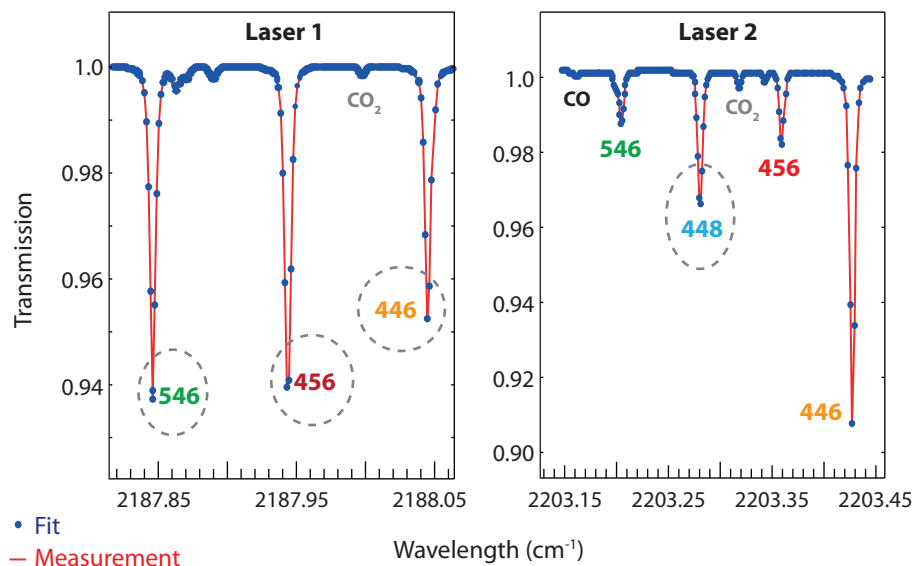 Laser 1
Laser 2
Transmission
1.0
0.98
0.96
0.94
CO2
446
546
456
2187.85
2187.95
2188.05
1.0
0.98
0.96
0.94
0.92
0.90
CO
CO2
546
456
448
446
2203.15
2203.25
2203.35
2203.45
Fit
Measurement
Wavelength (cm-1)